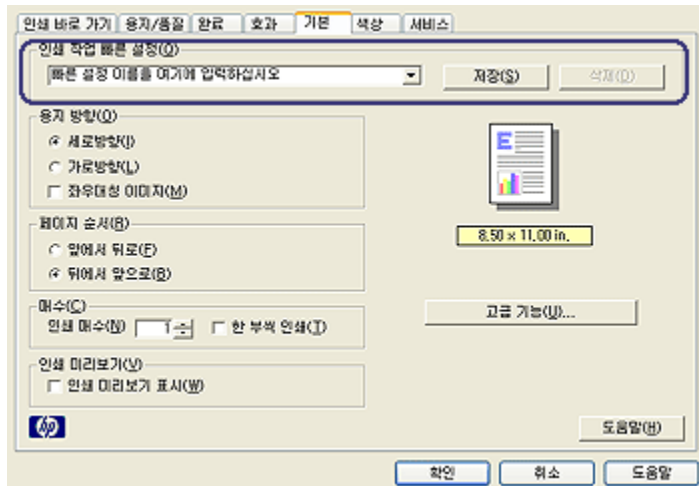 인쇄 바로 가기 용지/품질 완료 효과 기본 색상 서비스
인쇄 작업 빠른 설정(O)
빠른 설정 이름을 여기에 입력하십시오 저장(S) 삭제(D)
용지 방향(O)
세로방향(I)
가로방향(L)
좌우대칭 이미지(M)
8.50 × 11.00 in.
페이지 순서(R)
앞에서 뒤로(F)
뒤에서 앞으로(B)
매수(C)
인쇄 매수(N) 1 한 부씩 인쇄(T)
고급 기능(U)...
인쇄 미리보기(V)
인쇄 미리보기 표시(W)
hp 도움말(H)
확인 취소 도움말